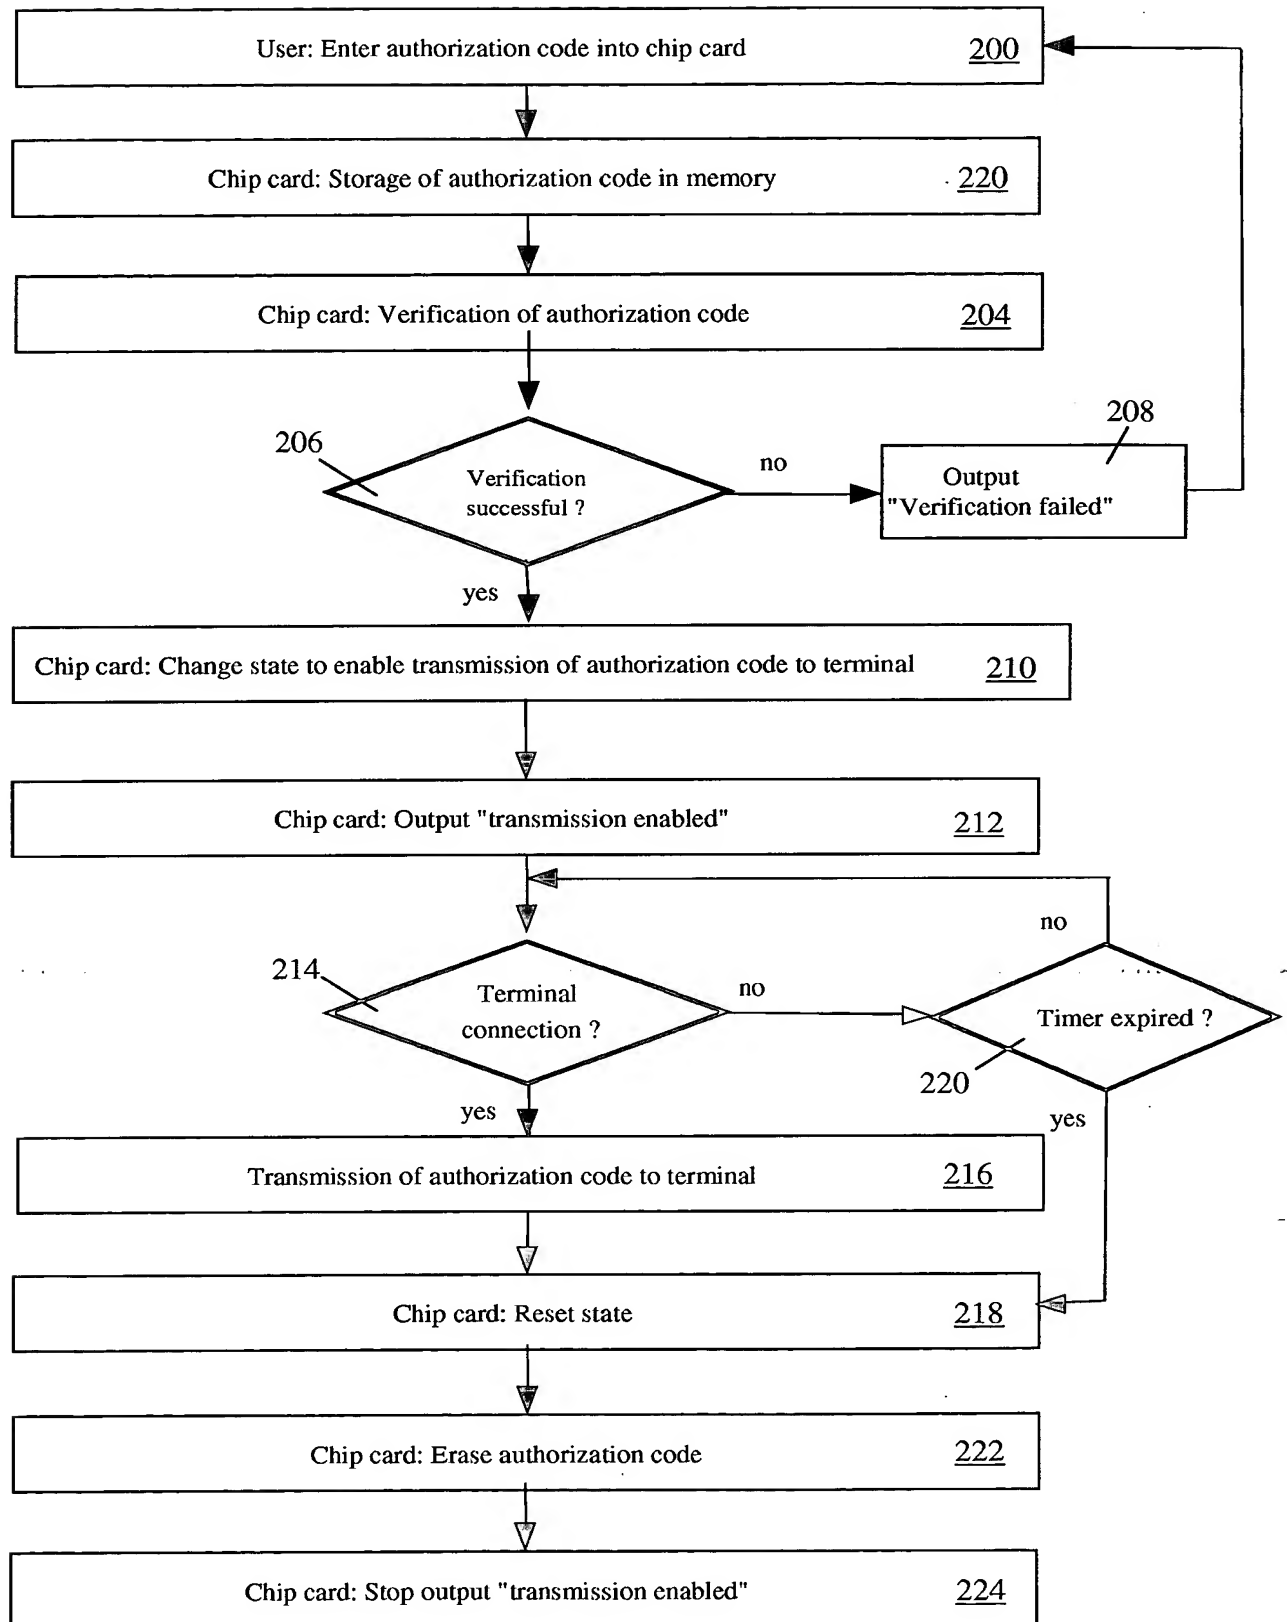 User: Enter authorization code into chip card 200
Chip card: Storage of authorization code in memory 220
Chip card: Verification of authorization code 204
206
Verification
successful ?
no
208
Output
"Verification failed"
yes
Chip card: Change state to enable transmission of authorization code to terminal 210
Chip card: Output "transmission enabled" 212
no
214
Terminal
connection ?
no
Timer expired ?
220
yes
yes
Transmission of authorization code to terminal 216
Chip card: Reset state 218
Chip card: Erase authorization code 222
Chip card: Stop output "transmission enabled" 224